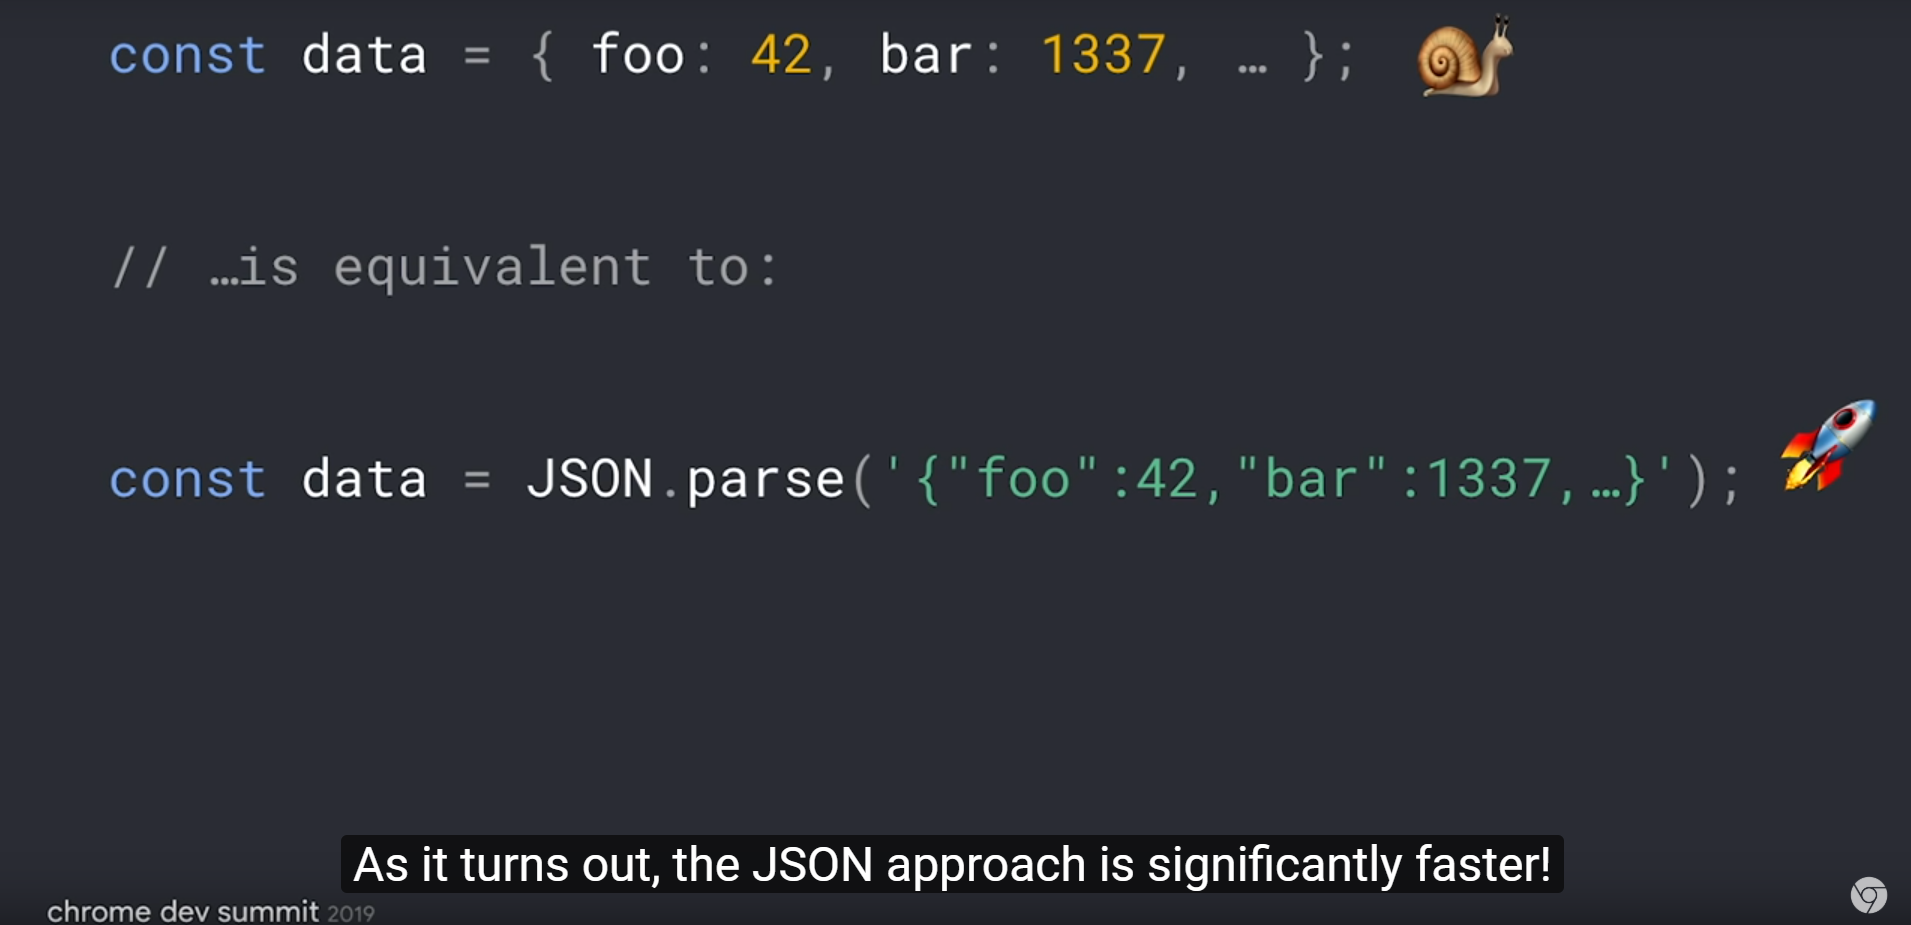 const data = { foo: 42, bar: 1337, … };
// …is equivalent to:
const data = JSON.parse('{"foo":42,"bar":1337,…}');
As it turns out, the JSON approach is significantly faster!
chrome dev summit 2019